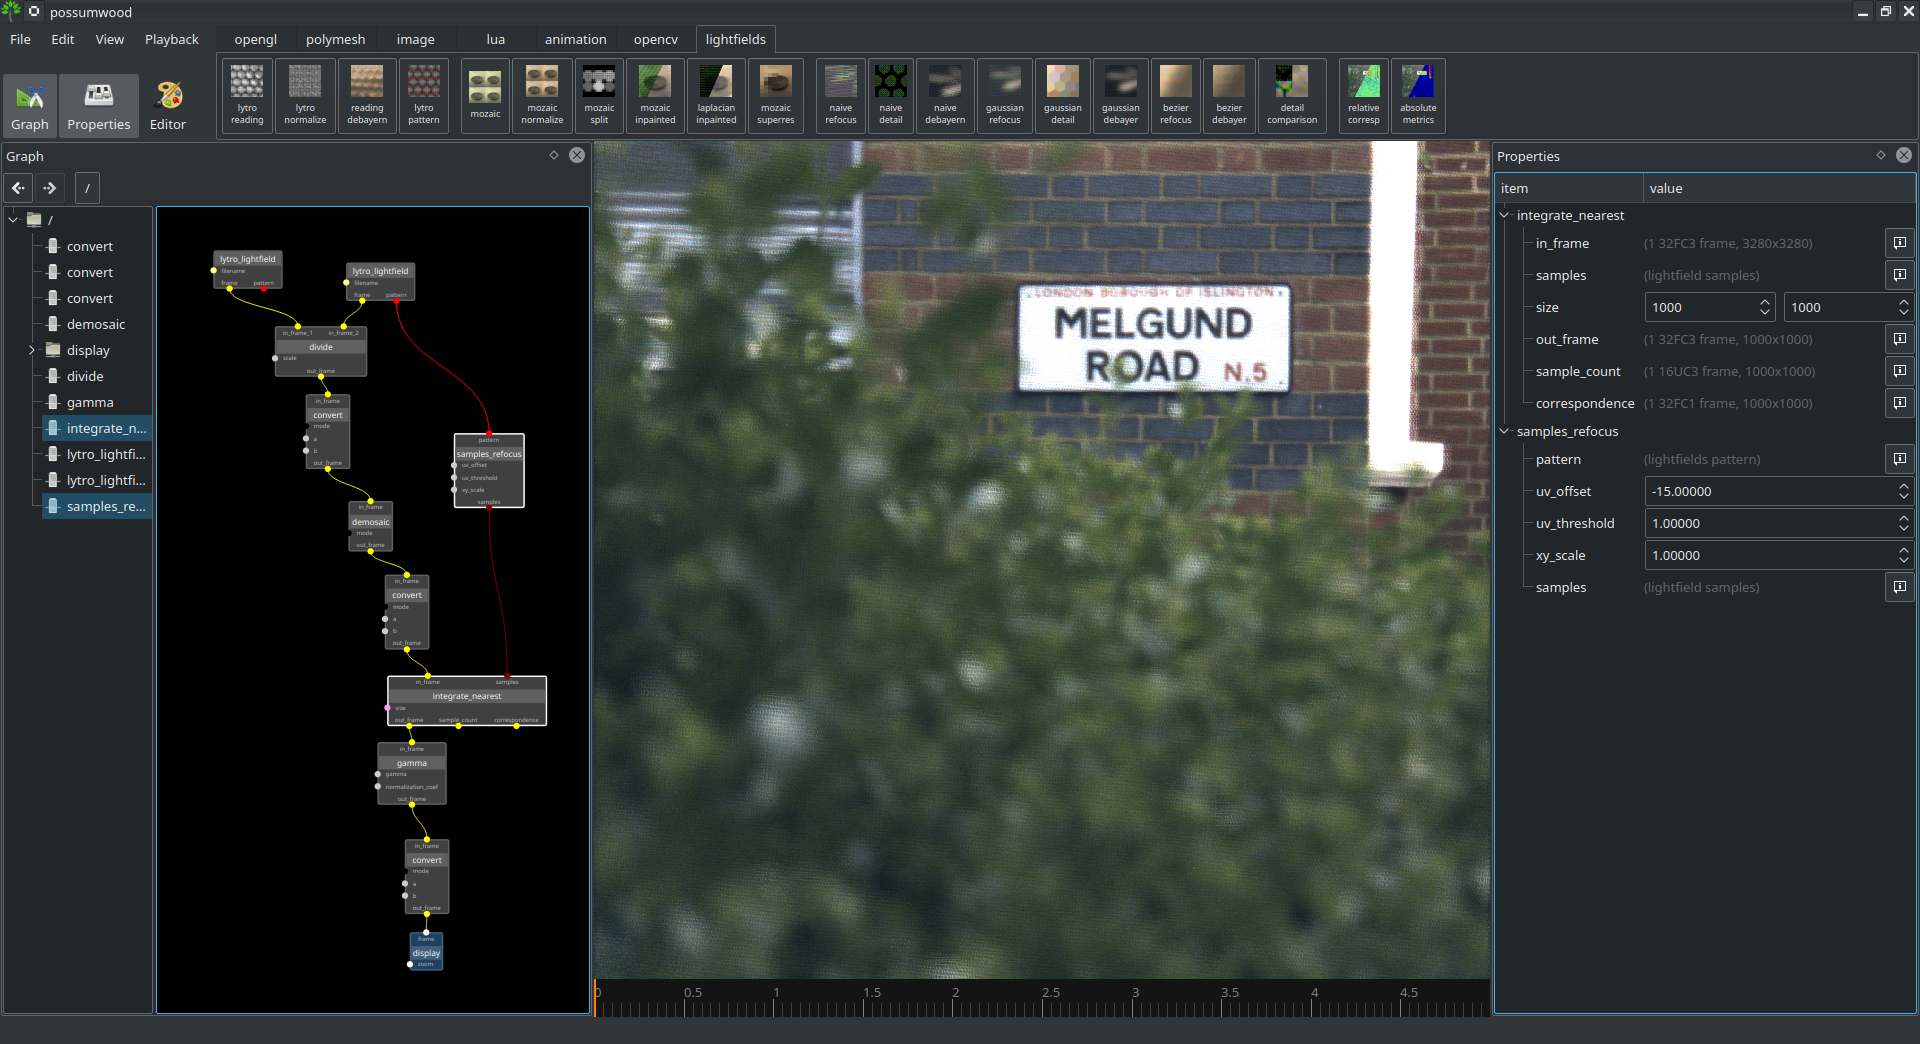 possumwood
File Edit View Playback
opengl polymesh image lua animation opencv lightfields
Graph Properties Editor
lytro reading
lytro normalize
reading debayern
lytro pattern
mozaic
mozaic normalize
mozaic split
mozaic inpainted
laplacian inpainted
mozaic superres
naive refocus
naive detail
naive debayern
gaussian refocus
gaussian detail
gaussian debayer
bezier refocus
bezier debayer
detail comparison
relative corresp
absolute metrics
Graph
/
/
convert
convert
convert
demosaic
display
divide
gamma
integrate_n...
lytro_lightfi...
lytro_lightfi...
samples_re...
lytro_lightfield
filename
frame pattern
lytro_lightfield
filename
frame pattern
in_frame_1 in_frame_2
divide
scale
out_frame
in_frame
convert
mode
a
b
out_frame
pattern
samples_refocus
uv_offset
uv_threshold
xy_scale
samples
in_frame
demosaic
mode
out_frame
in_frame
convert
mode
a
b
out_frame
in_frame samples
integrate_nearest
size
out_frame sample_count correspondence
in_frame
gamma
gamma
normalization_coef
out_frame
in_frame
convert
mode
a
b
out_frame
frame
display
zoom
LONDON BOROUGH OF ISLINGTON
MELGUND
ROAD N.5
0 0.5 1 1.5 2 2.5 3 3.5 4 4.5
Properties
item value
integrate_nearest
in_frame (1 32FC3 frame, 3280x3280)
samples (lightfield samples)
size 1000 1000
out_frame (1 32FC3 frame, 1000x1000)
sample_count (1 16UC3 frame, 1000x1000)
correspondence (1 32FC1 frame, 1000x1000)
samples_refocus
pattern (lightfields pattern)
uv_offset -15.00000
uv_threshold 1.00000
xy_scale 1.00000
samples (lightfield samples)